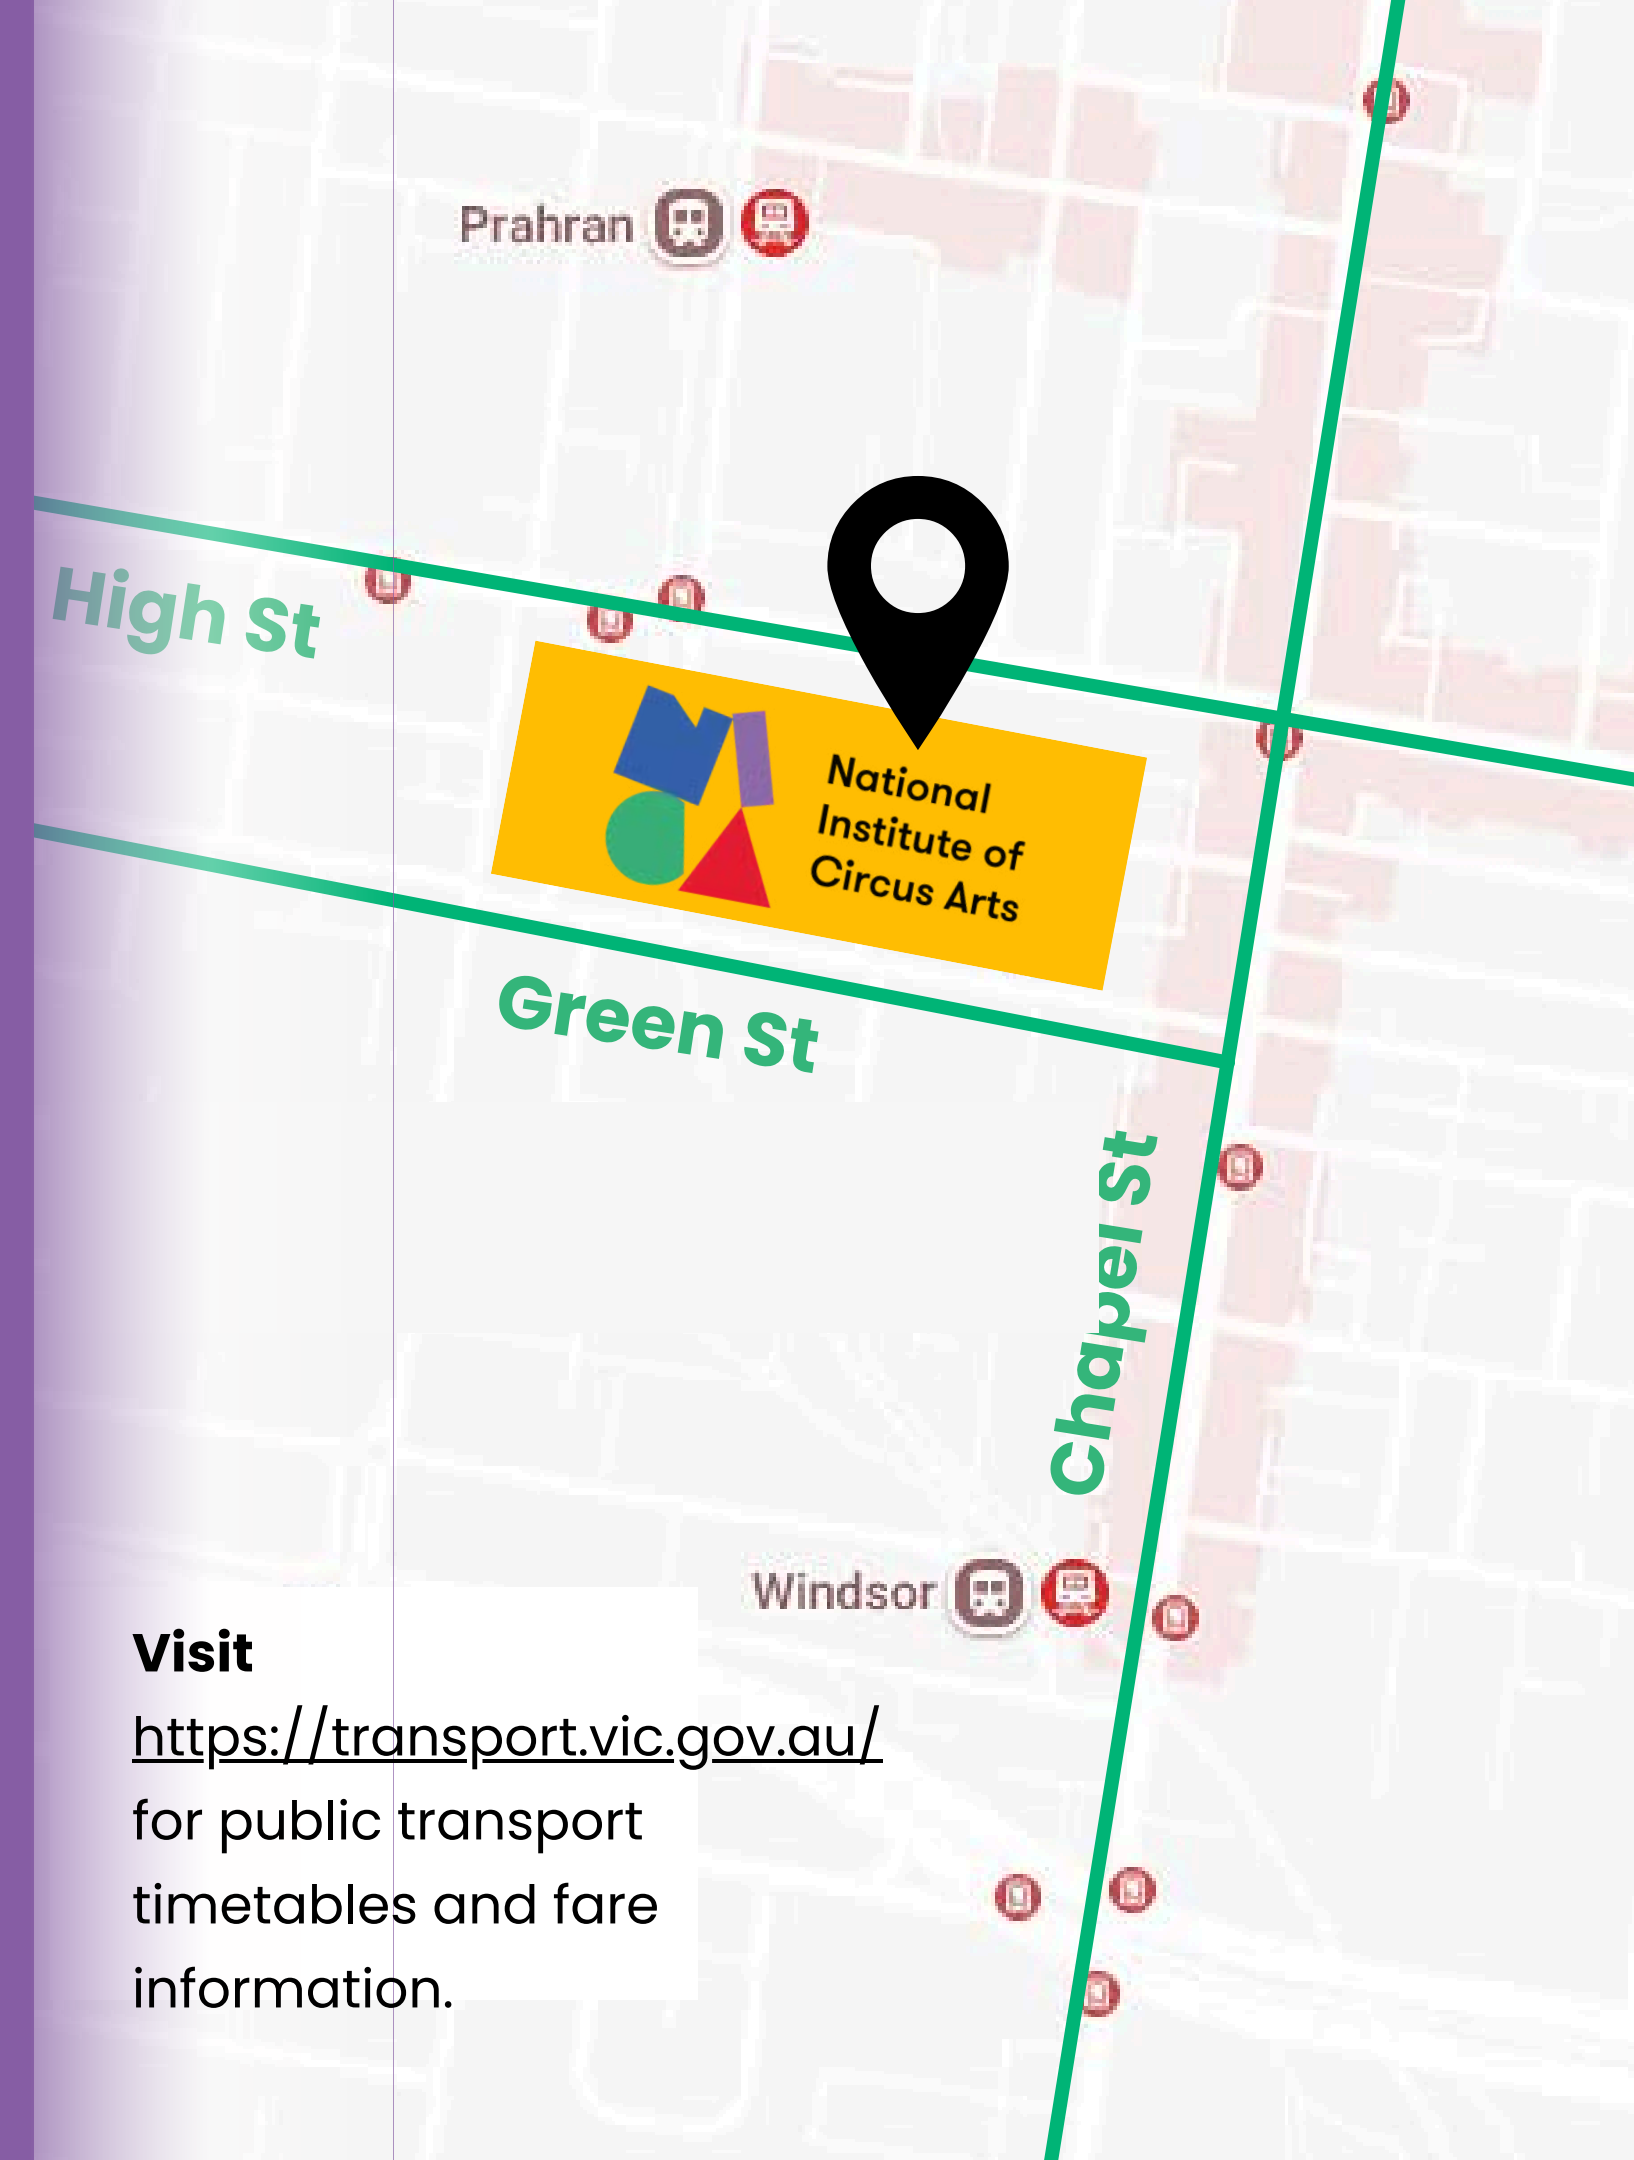 Prahran
High St
National
Institute of
Circus Arts
Green St
Chapel St
Windsor
Visit
https://transport.vic.gov.au/
for public transport
timetables and fare
information.